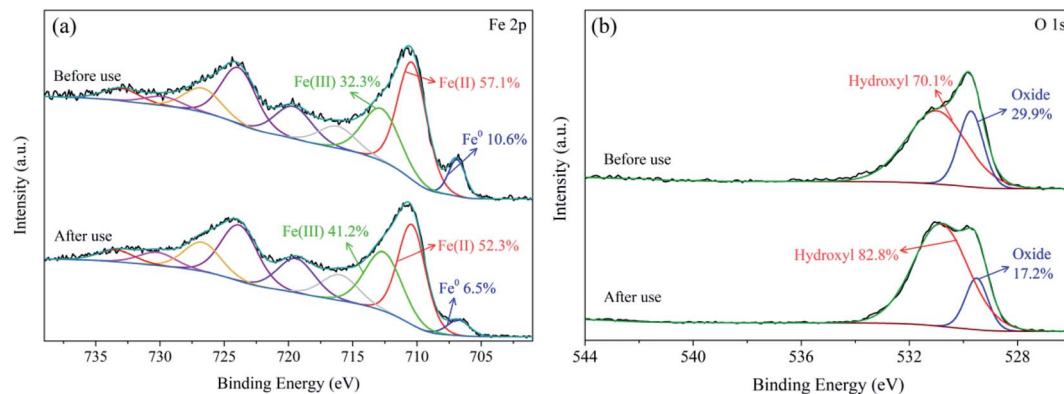 (a)
Fe 2p
Before use
Fe(III) 32.3%
Fe(II) 57.1%
Fe⁰ 10.6%
After use
Fe(III) 41.2%
Fe(II) 52.3%
Fe⁰ 6.5%
Intensity (a.u.)
735 730 725 720 715 710 705
Binding Energy (eV)
(b)
O 1s
Hydroxyl 70.1%
Oxide
29.9%
Before use
Hydroxyl 82.8%
Oxide
17.2%
After use
Intensity (a.u.)
544 540 536 532 528
Binding Energy (eV)